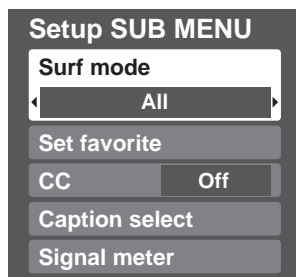 Setup SUB MENU
Surf mode
All
Set favorite
CC Off
Caption select
Signal meter